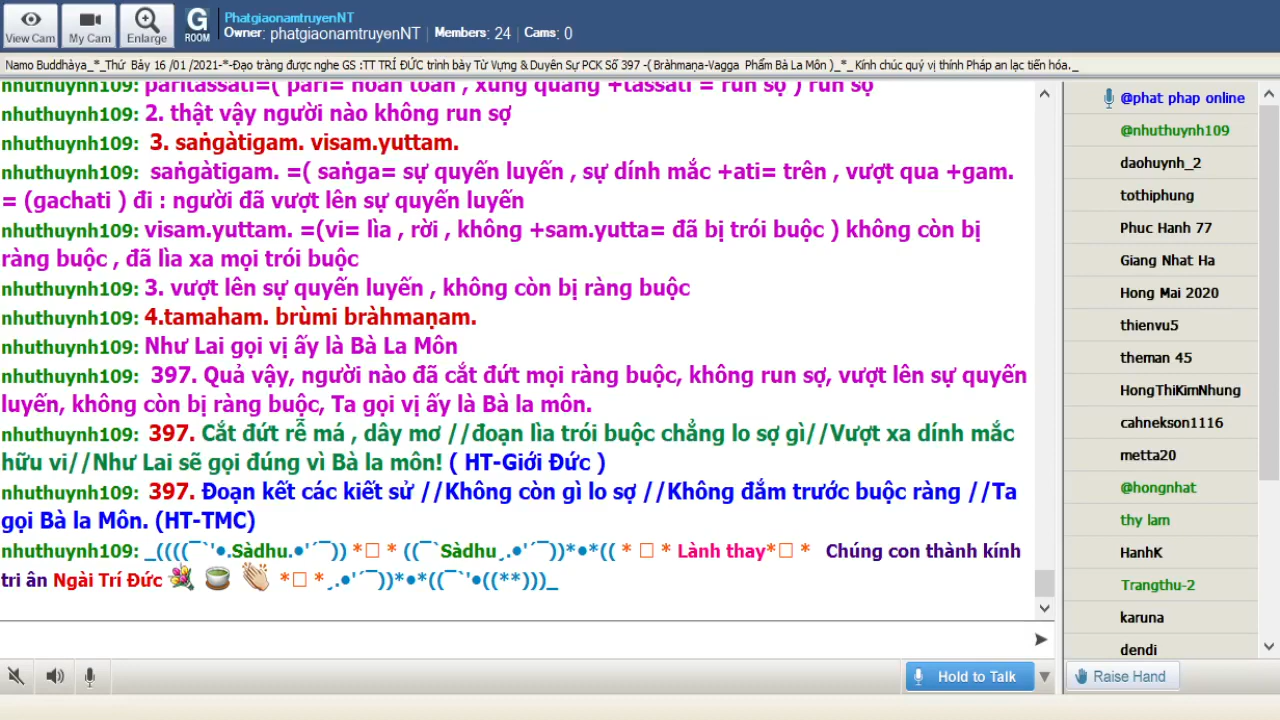 View Cam
My Cam
Enlarge
G ROOM
PhatgiaonamtruyenNT
Owner: phatgiaonamtruyenNT | Members: 24 | Cams: 0
Namo Buddhàya_*_Thứ Bảy 16 /01 /2021-*-Đạo tràng được nghe GS :TT TRÍ ĐỨC trình bày Từ Vựng & Duyên Sự PCK Số 397 -( Bràhmaṇa-Vagga Phẩm Bà La Môn )_*_ Kính chúc quý vị thính Pháp an lạc tiến hóa._
nhuthuynh109: paritassati=( pari= hoàn toàn , xung quang +tassati = run sợ ) run sợ
nhuthuynh109: 2. thật vậy người nào không run sợ
nhuthuynh109: 3. saṅgàtigam. visam.yuttam.
nhuthuynh109: saṅgàtigam. =( saṅga= sự quyến luyến , sự dính mắc +ati= trên , vượt qua +gam.
= (gachati ) đi : người đã vượt lên sự quyến luyến
nhuthuynh109: visam.yuttam. =(vi= lìa , rời , không +sam.yutta= đã bị trói buộc ) không còn bị
ràng buộc , đã lìa xa mọi trói buộc
nhuthuynh109: 3. vượt lên sự quyến luyến , không còn bị ràng buộc
nhuthuynh109: 4.tamaham. brùmi bràhmaṇam.
nhuthuynh109: Như Lai gọi vị ấy là Bà La Môn
nhuthuynh109: 397. Quả vậy, người nào đã cắt đứt mọi ràng buộc, không run sợ, vượt lên sự quyến
luyến, không còn bị ràng buộc, Ta gọi vị ấy là Bà la môn.
nhuthuynh109: 397. Cắt đứt rễ má , dây mơ //đoạn lìa trói buộc chẳng lo sợ gì//Vượt xa dính mắc
hữu vi//Như Lai sẽ gọi đúng vì Bà la môn! ( HT-Giới Đức )
nhuthuynh109: 397. Đoạn kết các kiết sử //Không còn gì lo sợ //Không đắm trước buộc ràng //Ta
gọi Bà la Môn. (HT-TMC)
nhuthuynh109: _((((¯`'•.Sàdhu.•'´¯)) *□ * ((¯`Sàdhu¸.•'´¯))*•*(( * □ * Lành thay*□ * Chúng con thành kính
tri ân Ngài Trí Đức 💐 🍵 👏 *□ *¸.•'´¯))*•*((¯`'•((**)))_
Hold to Talk
@phat phap online
@nhuthuynh109
daohuynh_2
tothiphung
Phuc Hanh 77
Giang Nhat Ha
Hong Mai 2020
thienvu5
theman 45
HongThiKimNhung
cahnekson1116
metta20
@hongnhat
thy lam
HanhK
Trangthu-2
karuna
dendi
Raise Hand